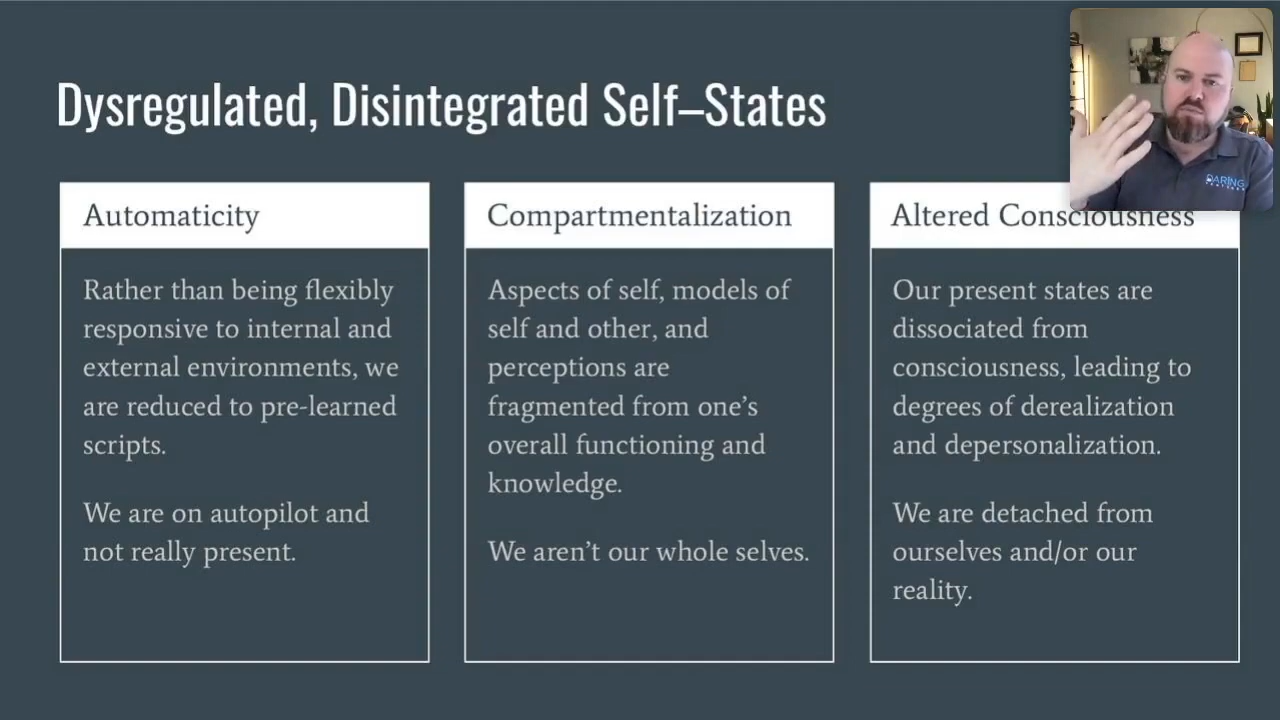 Dysregulated, Disintegrated Self–States
Automaticity
Rather than being flexibly
responsive to internal and
external environments, we
are reduced to pre-learned
scripts.
We are on autopilot and
not really present.
Compartmentalization
Aspects of self, models of
self and other, and
perceptions are
fragmented from one’s
overall functioning and
knowledge.
We aren’t our whole selves.
Altered Consciousness
Our present states are
dissociated from
consciousness, leading to
degrees of derealization
and depersonalization.
We are detached from
ourselves and/or our
reality.
DARING